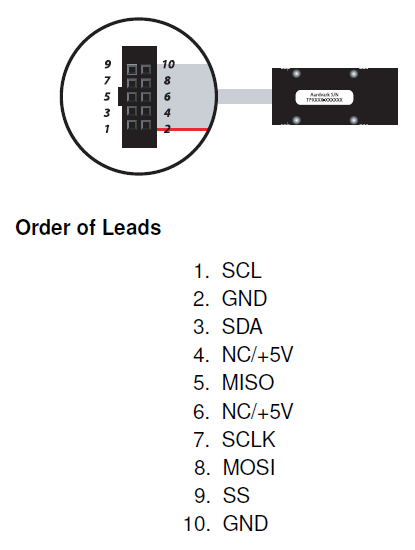 9 10
7 8
5 6
3 4
1 2
Aardvark S/N
Order of Leads
1. SCL
2. GND
3. SDA
4. NC/+5V
5. MISO
6. NC/+5V
7. SCLK
8. MOSI
9. SS
10. GND